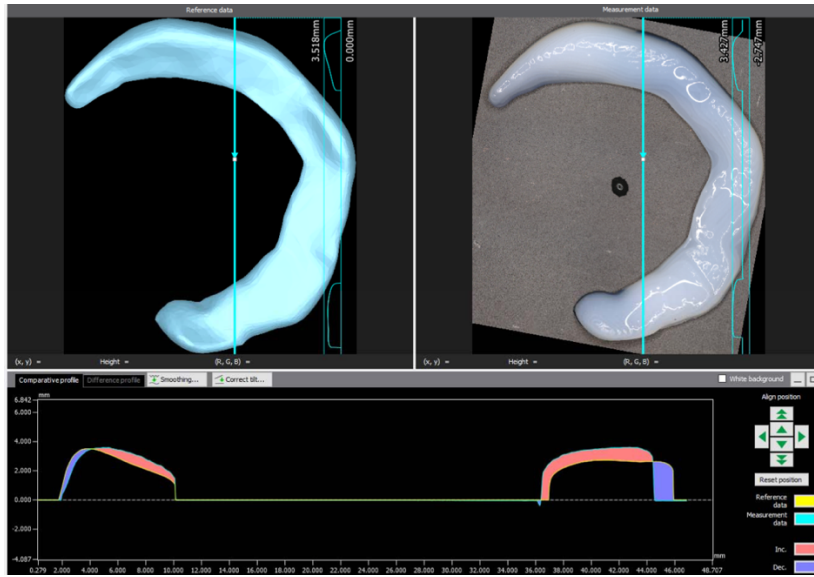 Reference data
Measurement data
3.518mm
0.000mm
3.427mm
-2.747mm
(x, y) = Height = (R, G, B) =
(x, y) = Height = (R, G, B) =
Comparative profile
Difference profile
Smoothing...
Correct tilt...
White background
mm
6.842
6.000
4.000
2.000
0.000
-2.000
-4.087
0.279 2.000 4.000 6.000 8.000 10.000 12.000 14.000 16.000 18.000 20.000 22.000 24.000 26.000 28.000 30.000 32.000 34.000 36.000 38.000 40.000 42.000 44.000 46.000 48.707
mm
Align position
Reset position
Reference
data
Measurement
data
Inc.
Dec.